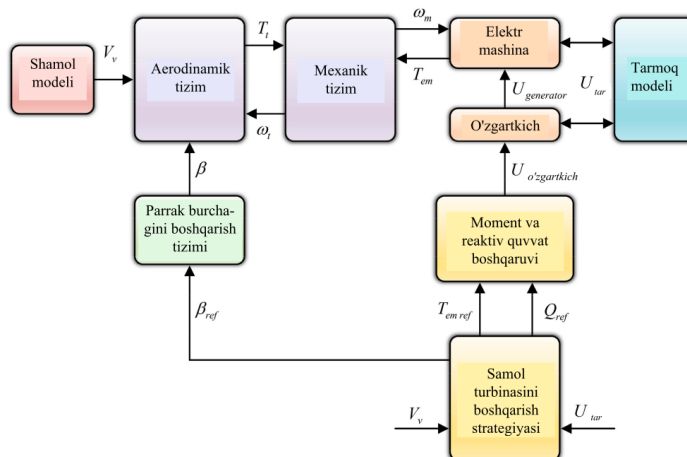 Shamol
modeli
V_v
Aerodinamik
tizim
T_t
ω_t
Mexanik
tizim
ω_m
T_em
Elektr
mashina
U_generator
U_tar
Tarmoq
modeli
O'zgartkich
β
U_o'zgartkich
Parrak burcha-
gini boshqarish
tizimi
Moment va
reaktiv quvvat
boshqaruvi
β_ref
T_em ref
Q_ref
Samol
turbinasini
boshqarish
strategiyasi
V_v
U_tar